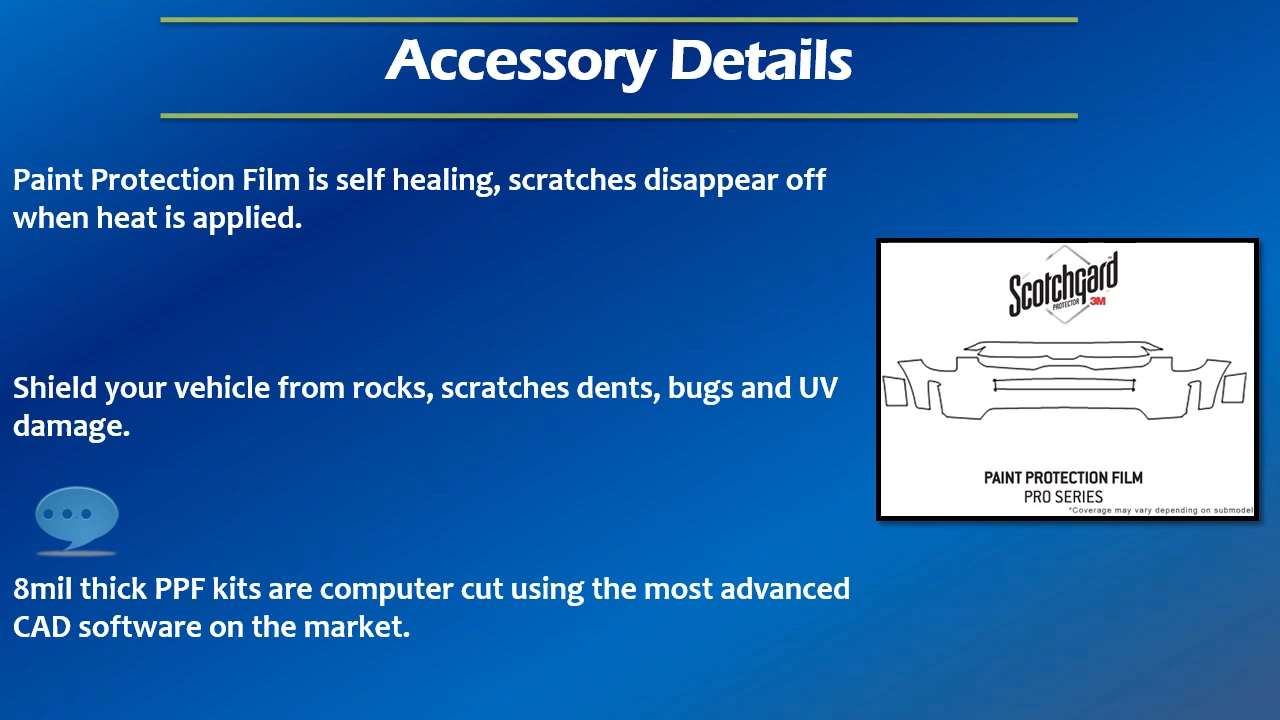 Accessory Details
Paint Protection Film is self healing, scratches disappear off
when heat is applied.
Shield your vehicle from rocks, scratches dents, bugs and UV
damage.
8mil thick PPF kits are computer cut using the most advanced
CAD software on the market.
Scotchgard
PROTECTOR 3M
PAINT PROTECTION FILM
PRO SERIES
*Coverage may vary depending on submodel